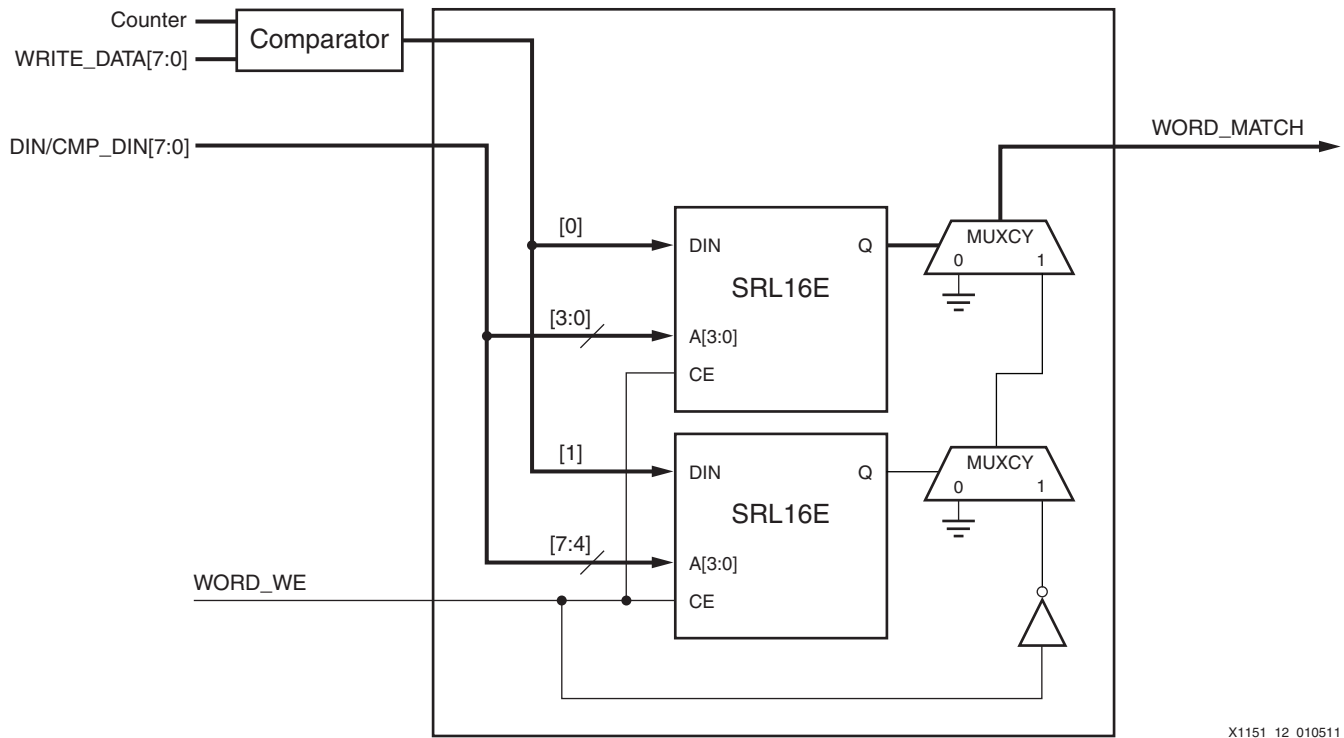 Counter
Comparator
WRITE_DATA[7:0]
DIN/CMP_DIN[7:0]
WORD_MATCH
[0]
DIN
Q
MUXCY
0
1
SRL16E
[3:0]
A[3:0]
CE
[1]
DIN
Q
MUXCY
0
1
SRL16E
[7:4]
A[3:0]
WORD_WE
CE
X1151_12_010511